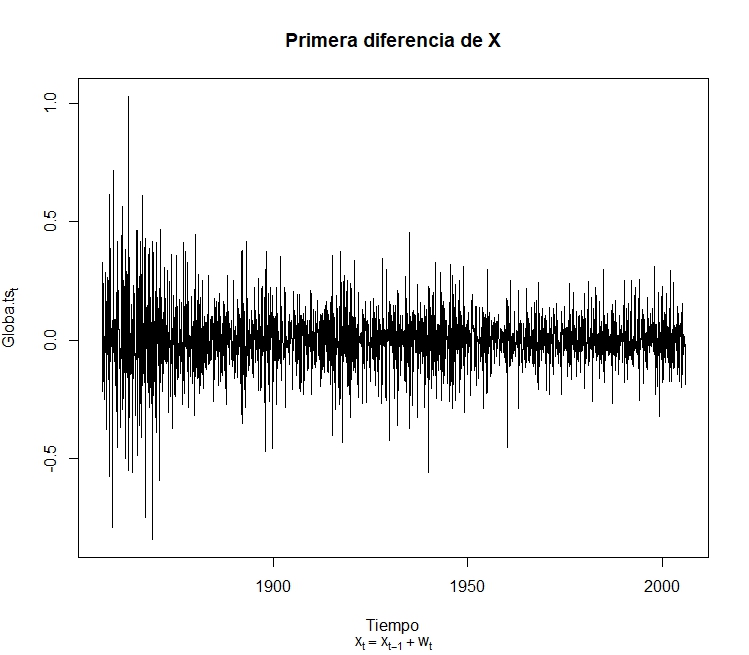 Primera diferencia de X
Globa.ts_t
1.0
0.5
0.0
-0.5
1900 1950 2000
Tiempo
x_t = x_{t−1} + w_t